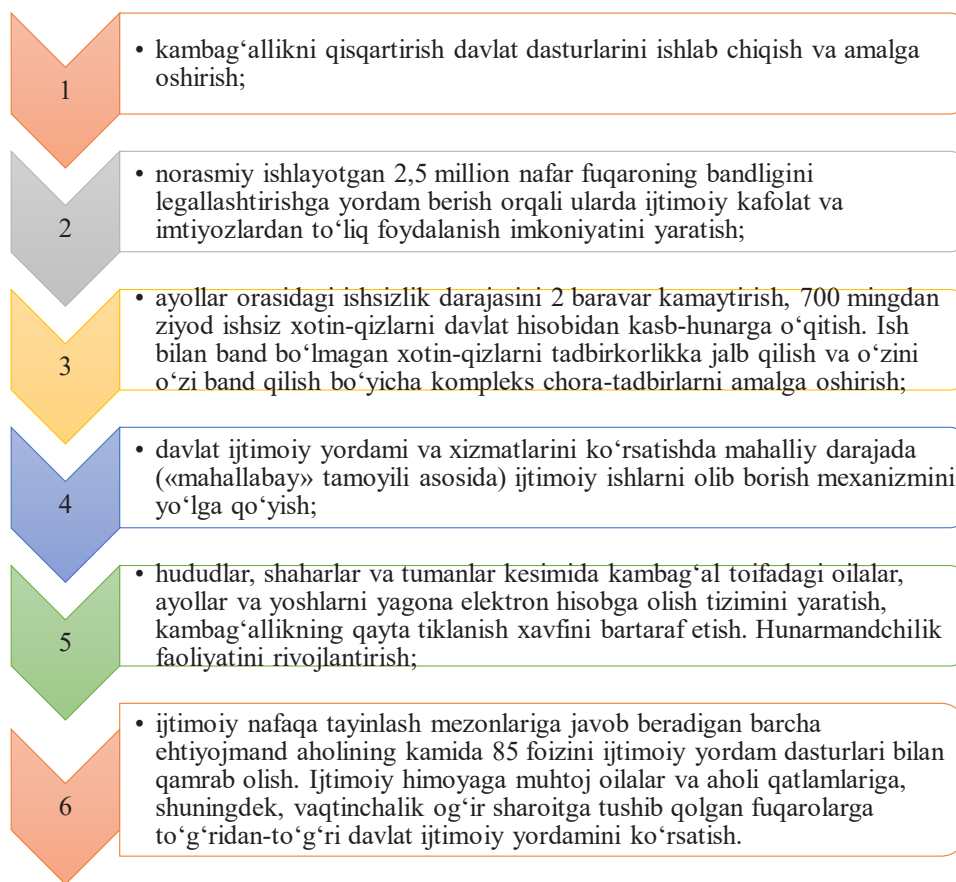 1
• kambag‘allikni qisqartirish davlat dasturlarini ishlab chiqish va amalga
oshirish;
2
• norasmiy ishlayotgan 2,5 million nafar fuqaroning bandligini
legallashtirishga yordam berish orqali ularda ijtimoiy kafolat va
imtiyozlardan to‘liq foydalanish imkoniyatini yaratish;
3
• ayollar orasidagi ishsizlik darajasini 2 baravar kamaytirish, 700 mingdan
ziyod ishsiz xotin-qizlarni davlat hisobidan kasb-hunarga o‘qitish. Ish
bilan band bo‘lmagan xotin-qizlarni tadbirkorlikka jalb qilish va o‘zini
o‘zi band qilish bo‘yicha kompleks chora-tadbirlarni amalga oshirish;
4
• davlat ijtimoiy yordami va xizmatlarini ko‘rsatishda mahalliy darajada
(«mahallabay» tamoyili asosida) ijtimoiy ishlarni olib borish mexanizmini
yo‘lga qo‘yish;
5
• hududlar, shaharlar va tumanlar kesimida kambag‘al toifadagi oilalar,
ayollar va yoshlarni yagona elektron hisobga olish tizimini yaratish,
kambag‘allikning qayta tiklanish xavfini bartaraf etish. Hunarmandchilik
faoliyatini rivojlantirish;
6
• ijtimoiy nafaqa tayinlash mezonlariga javob beradigan barcha
ehtiyojmand aholining kamida 85 foizini ijtimoiy yordam dasturlari bilan
qamrab olish. Ijtimoiy himoyaga muhtoj oilalar va aholi qatlamlariga,
shuningdek, vaqtinchalik og‘ir sharoitga tushib qolgan fuqarolarga
to‘g‘ridan-to‘g‘ri davlat ijtimoiy yordamini ko‘rsatish.